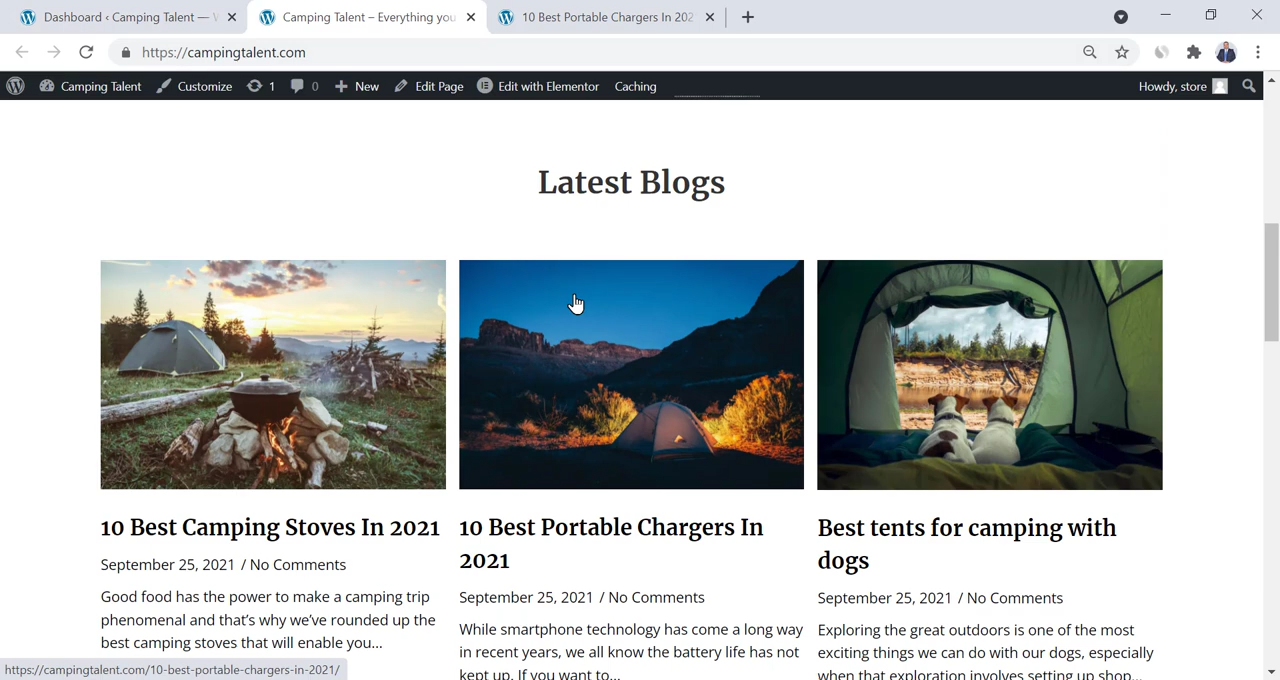 Dashboard ‹ Camping Talent —
Camping Talent – Everything you
10 Best Portable Chargers In 202
https://campingtalent.com
Camping Talent
Customize
1
0
New
Edit Page
Edit with Elementor
Caching
Howdy, store
Latest Blogs
10 Best Camping Stoves In 2021
September 25, 2021 / No Comments
Good food has the power to make a camping trip
phenomenal and that's why we've rounded up the
best camping stoves that will enable you...
10 Best Portable Chargers In
2021
September 25, 2021 / No Comments
While smartphone technology has come a long way
in recent years, we all know the battery life has not
kept up. If you want to...
Best tents for camping with
dogs
September 25, 2021 / No Comments
Exploring the great outdoors is one of the most
exciting things we can do with our dogs, especially
when that exploration involves setting up shop...
https://campingtalent.com/10-best-portable-chargers-in-2021/